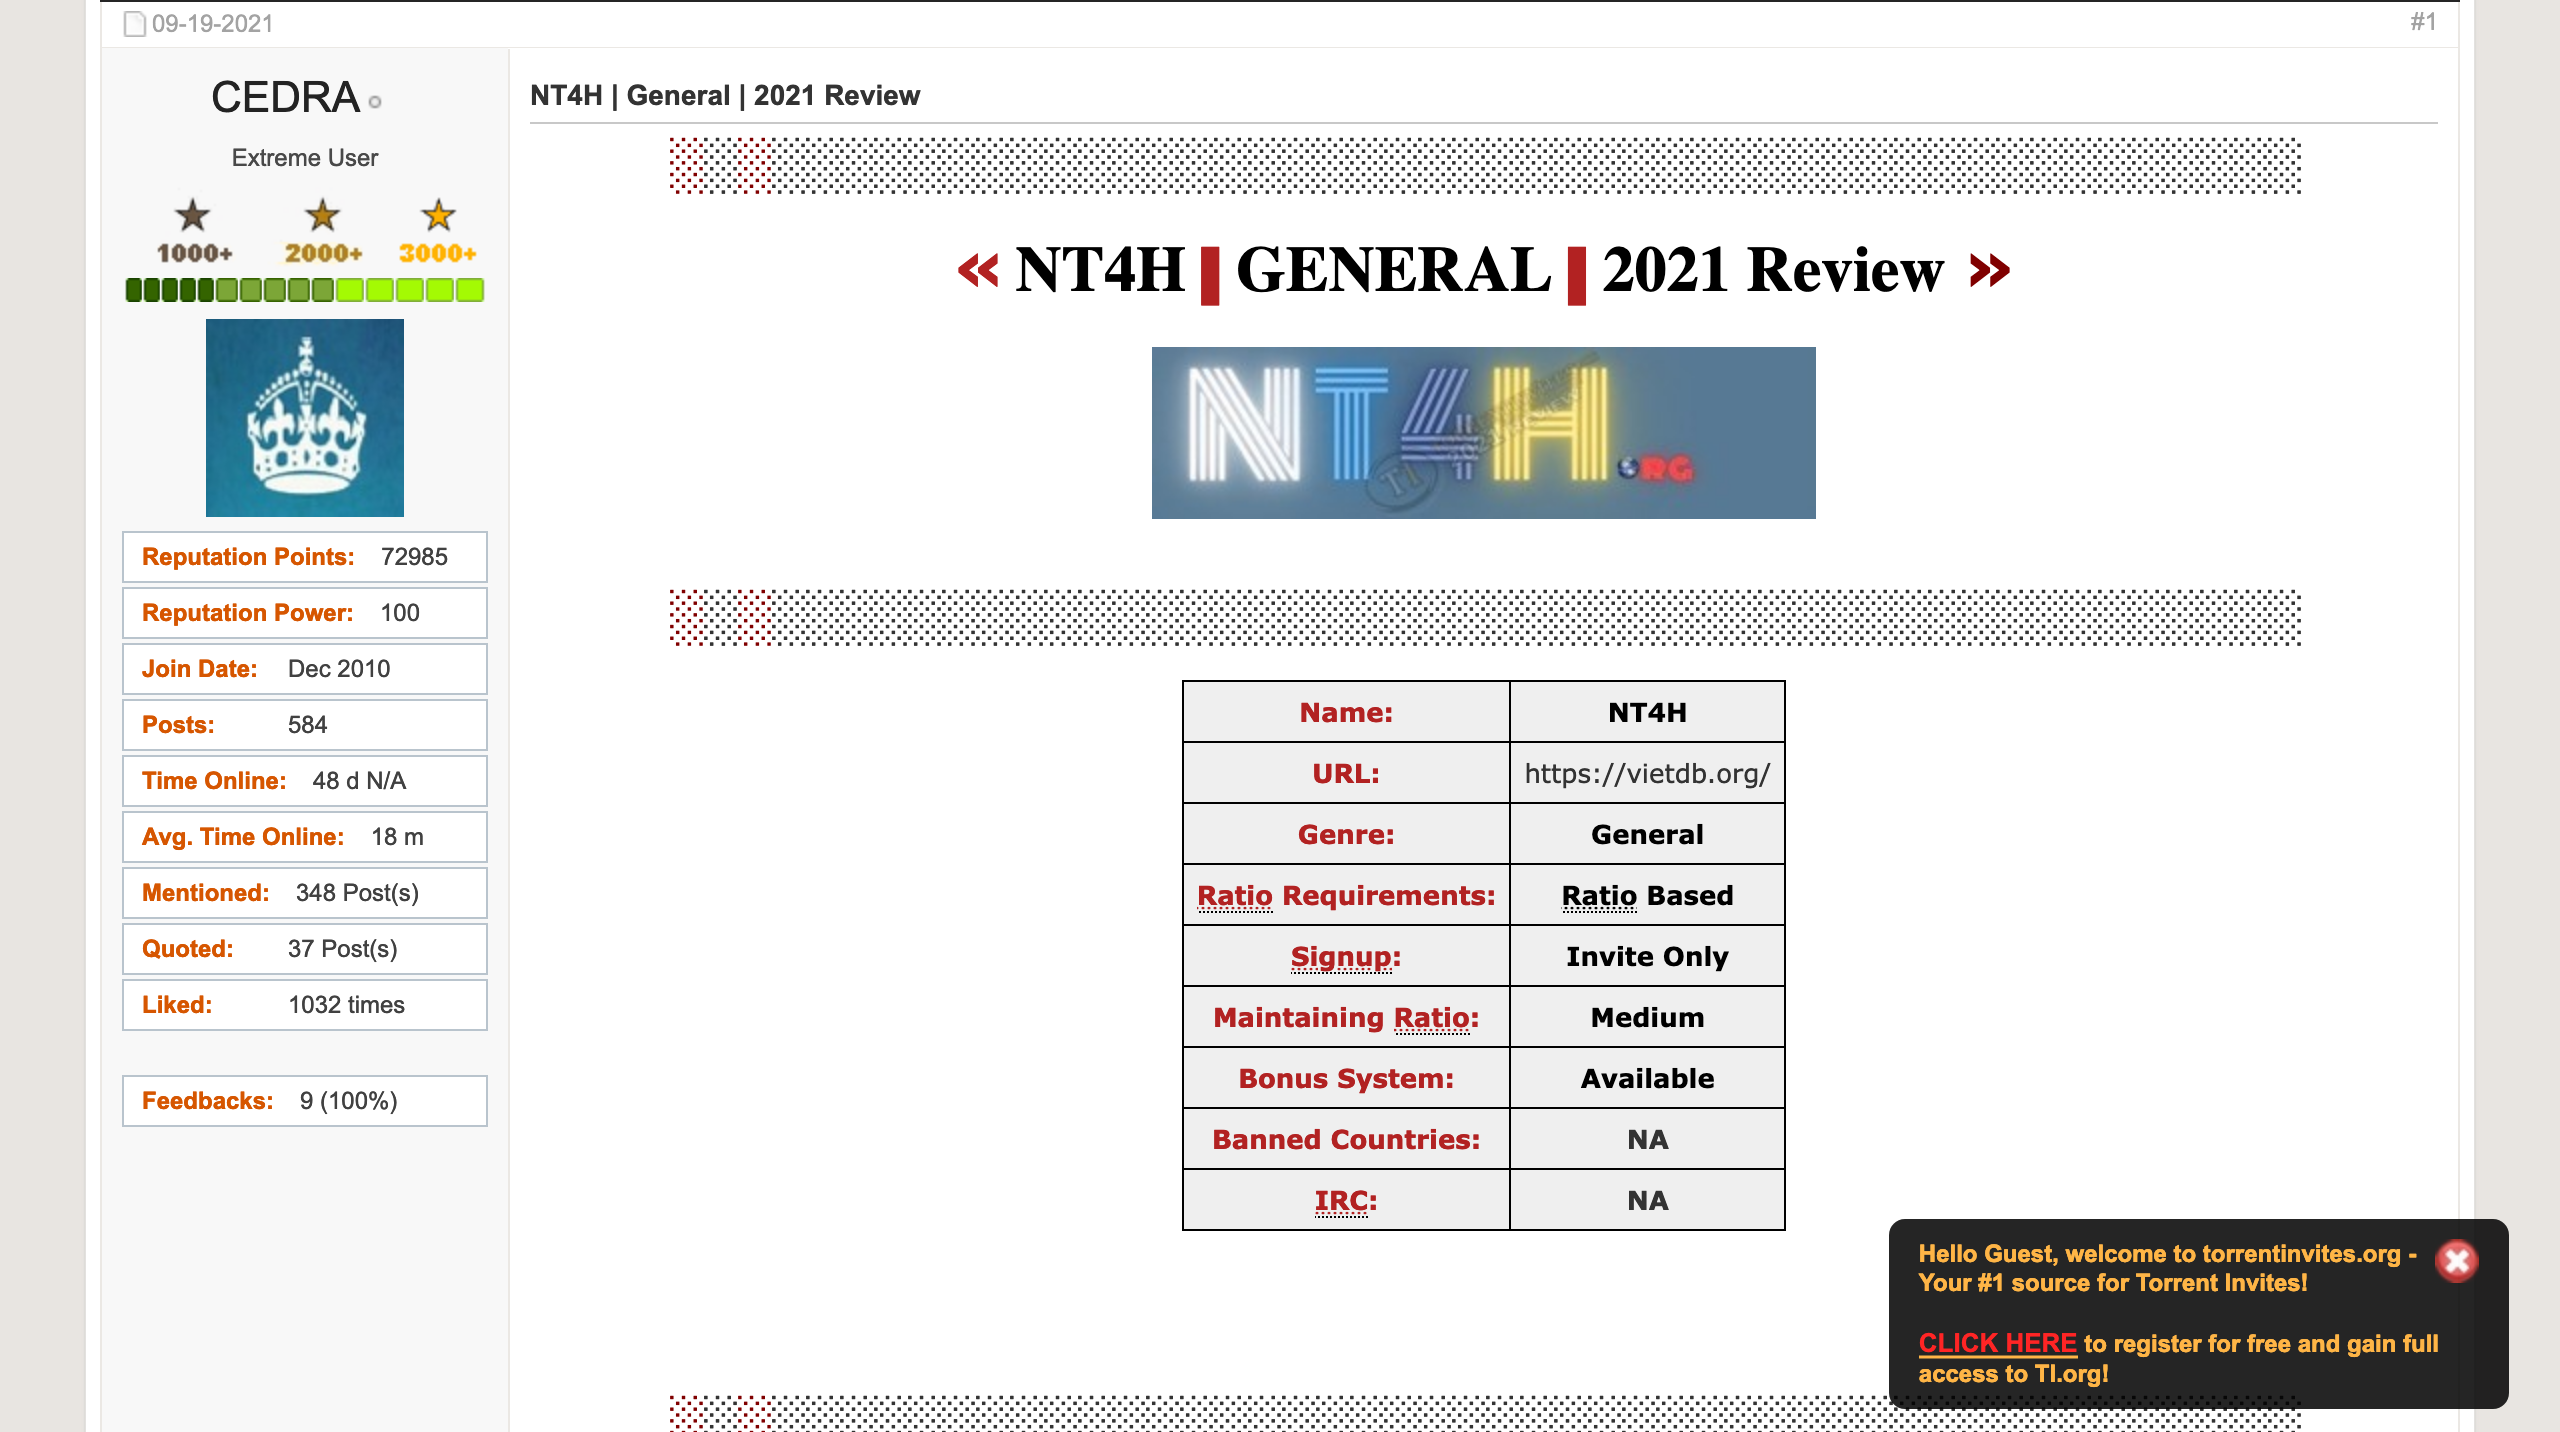 09-19-2021
#1
CEDRA
Extreme User
1000+ 2000+ 3000+
Reputation Points: 72985
Reputation Power: 100
Join Date: Dec 2010
Posts: 584
Time Online: 48 d N/A
Avg. Time Online: 18 m
Mentioned: 348 Post(s)
Quoted: 37 Post(s)
Liked: 1032 times
Feedbacks: 9 (100%)
NT4H | General | 2021 Review
« NT4H | GENERAL | 2021 Review »
NT4H.ORG
TI
2021 REVIEW
Name: NT4H
URL: https://vietdb.org/
Genre: General
Ratio Requirements: Ratio Based
Signup: Invite Only
Maintaining Ratio: Medium
Bonus System: Available
Banned Countries: NA
IRC: NA
Hello Guest, welcome to torrentinvites.org -
Your #1 source for Torrent Invites!
CLICK HERE to register for free and gain full
access to TI.org!